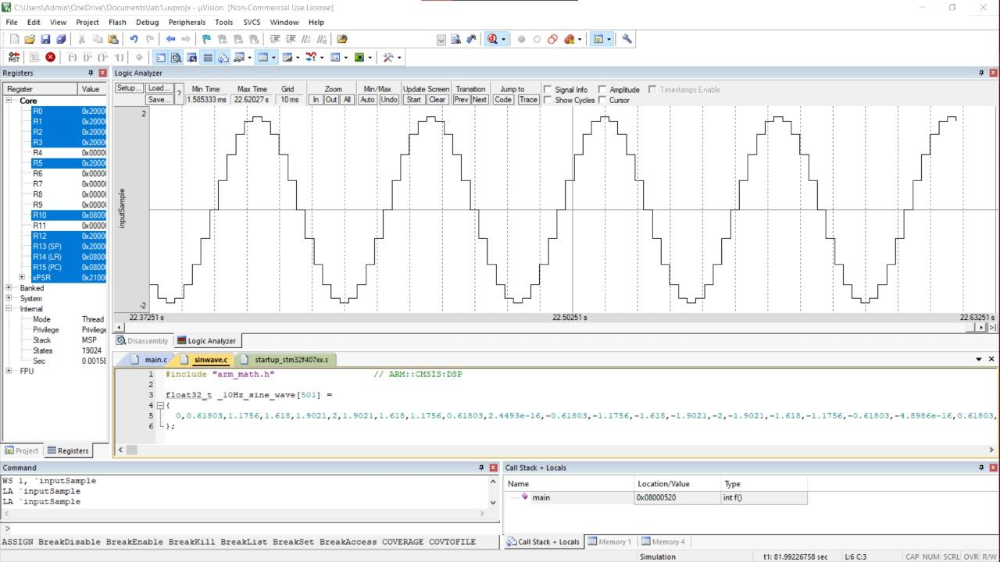 C:\Users\Admin\OneDrive\Documents\lab1.uvprojx - µVision [Non-Commercial Use License]
File Edit View Project Flash Debug Peripherals Tools SVCS Window Help
Registers
Logic Analyzer
Register Value
Core
R0 0x2000
R1 0x2000
R2 0x2000
R3 0x2000
R4 0x0000
R5 0x2000
R6 0x0000
R7 0x0000
R8 0x0000
R9 0x0000
R10 0x0800
R11 0x0000
R12 0x2000
R13 (SP) 0x2000
R14 (LR) 0x0800
R15 (PC) 0x0800
xPSR 0x2100
Banked
System
Internal
Mode Thread
Privilege Privilege
Stack MSP
States 19024
Sec 0.00158
FPU
Project Registers
Setup... Load... ? Min Time Max Time Grid Zoom Min/Max Update Screen Transition Jump to Signal Info Amplitude Timestamps Enable
Save... 1.585333 ms 22.62027 s 10 ms In Out All Auto Undo Start Clear Prev Next Code Trace Show Cycles Cursor
2
inputSample
-2
22.37251 s 22.50251 s 22.63251 s
Disassembly Logic Analyzer
main.c sinwave.c startup_stm32f407xx.s
1 #include "arm_math.h" // ARM::CMSIS:DSP
2
3 float32_t _10Hz_sine_wave[501] =
4 {
5 0,0.61803,1.1756,1.618,1.9021,2,1.9021,1.618,1.1756,0.61803,2.4493e-16,-0.61803,-1.1756,-1.618,-1.9021,-2,-1.9021,-1.618,-1.1756,-0.61803,-4.8986e-16,0.61803,
6 };
Command
WS 1, `inputSample
LA `inputSample
LA `inputSample
>
ASSIGN BreakDisable BreakEnable BreakKill BreakList BreakSet BreakAccess COVERAGE COVTOFILE
Call Stack + Locals
Name Location/Value Type
main 0x08000520 int f()
Call Stack + Locals Memory 1 Memory 4
Simulation t1: 81.99226758 sec L:6 C:3 CAP NUM SCRL OVR R/W